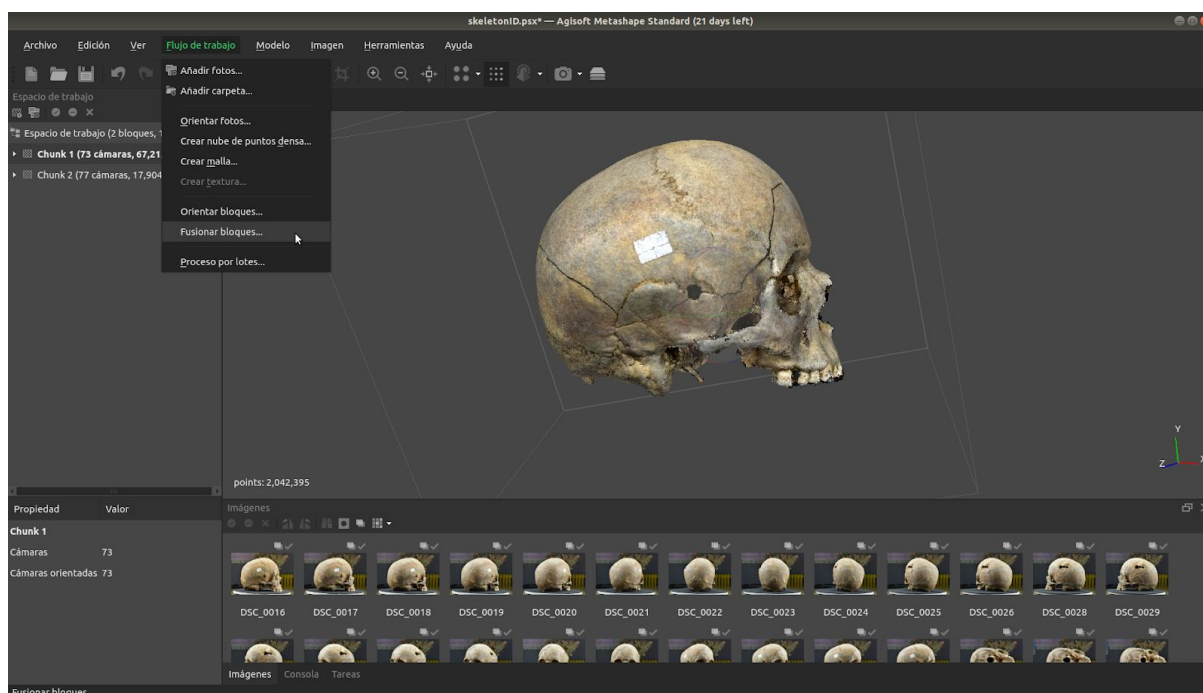 skeletonID.psx* — Agisoft Metashape Standard (21 days left)
Archivo Edición Ver Flujo de trabajo Modelo Imagen Herramientas Ayuda
Añadir fotos...
Añadir carpeta...
Orientar fotos...
Crear nube de puntos densa...
Crear malla...
Crear textura...
Orientar bloques...
Fusionar bloques...
Proceso por lotes...
Espacio de trabajo
Espacio de trabajo (2 bloques, 1
Chunk 1 (73 cámaras, 67,21
Chunk 2 (77 cámaras, 17,904
points: 2,042,395
Y
Z
X
Propiedad Valor
Chunk 1
Cámaras 73
Cámaras orientadas 73
Imágenes
DSC_0016 DSC_0017 DSC_0018 DSC_0019 DSC_0020 DSC_0021 DSC_0022 DSC_0023 DSC_0024 DSC_0025 DSC_0026 DSC_0028 DSC_0029
Imágenes Consola Tareas
Fusionar bloques